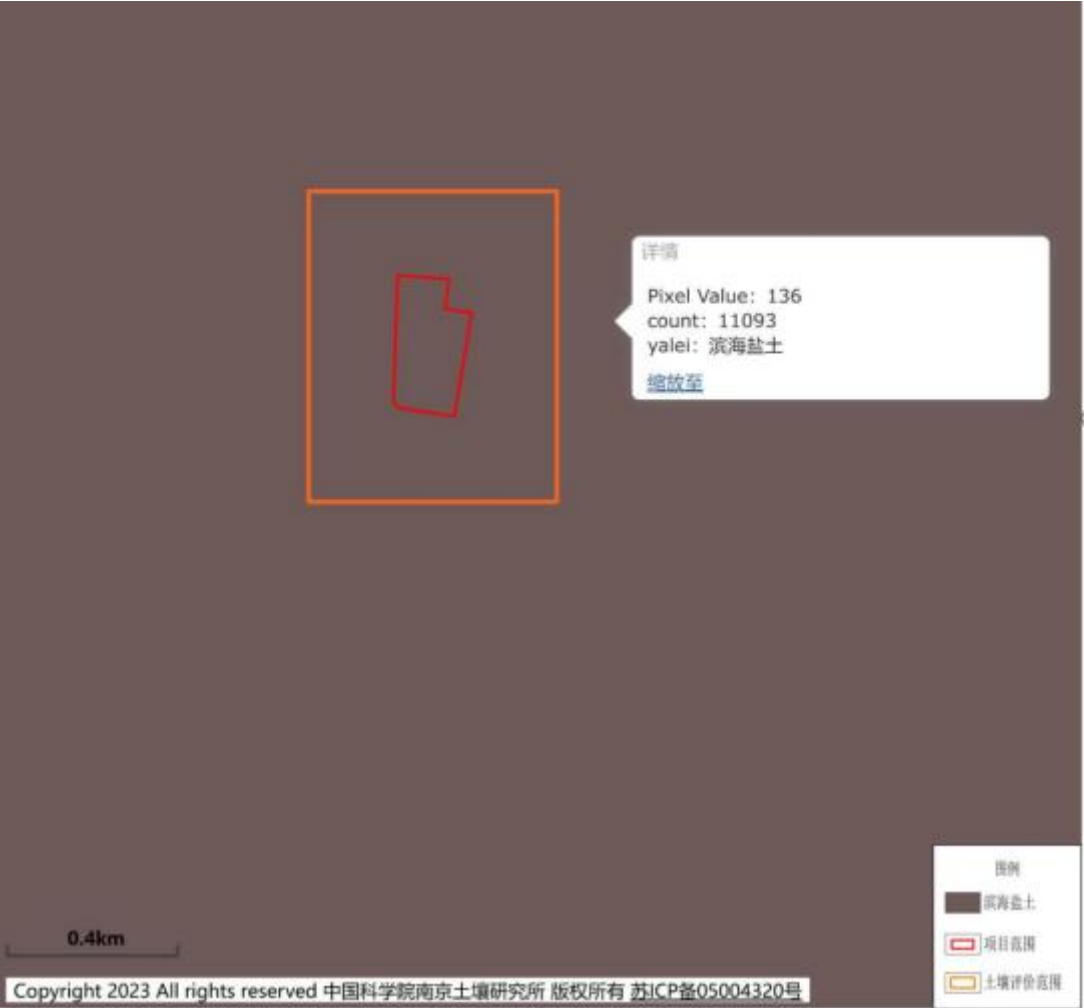 详情
Pixel Value: 136
count: 11093
yalei: 滨海盐土
缩放至
图例
滨海盐土
项目范围
土壤评价范围
0.4km
Copyright 2023 All rights reserved 中国科学院南京土壤研究所 版权所有 苏ICP备05004320号